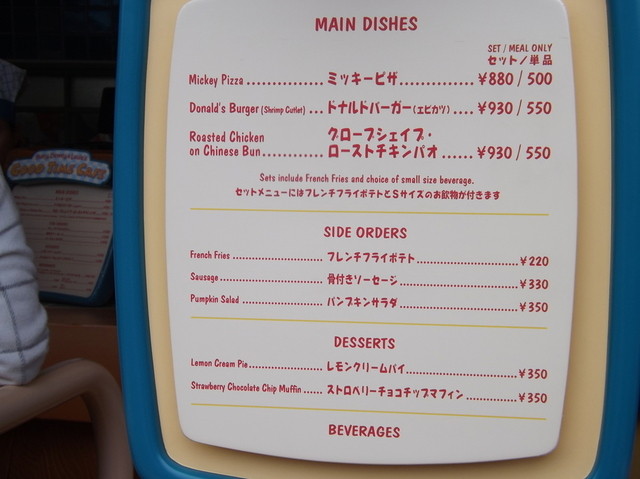 MAIN DISHES
SET / MEAL ONLY
セット／単品
Mickey Pizza ............... ミッキーピザ............... ¥880 / 500
Donald's Burger (Shrimp Cutlet) ... ドナルドバーガー(エビカツ) ... ¥930 / 550
Roasted Chicken グローブシェイプ・
on Chinese Bun............ ローストチキンパオ ...... ¥930 / 550
Sets include French Fries and choice of small size beverage.
セットメニューにはフレンチフライポテトとSサイズのお飲物が付きます
SIDE ORDERS
French Fries ........................ フレンチフライポテト........................ ¥220
Sausage ........................... 骨付きソーセージ........................... ¥330
Pumpkin Salad ..................... パンプキンサラダ........................... ¥350
DESSERTS
Lemon Cream Pie..................... レモンクリームパイ........................ ¥350
Strawberry Chocolate Chip Muffin ...... ストロベリーチョコチップマフィン............ ¥350
BEVERAGES
GOOD TIME CAFE